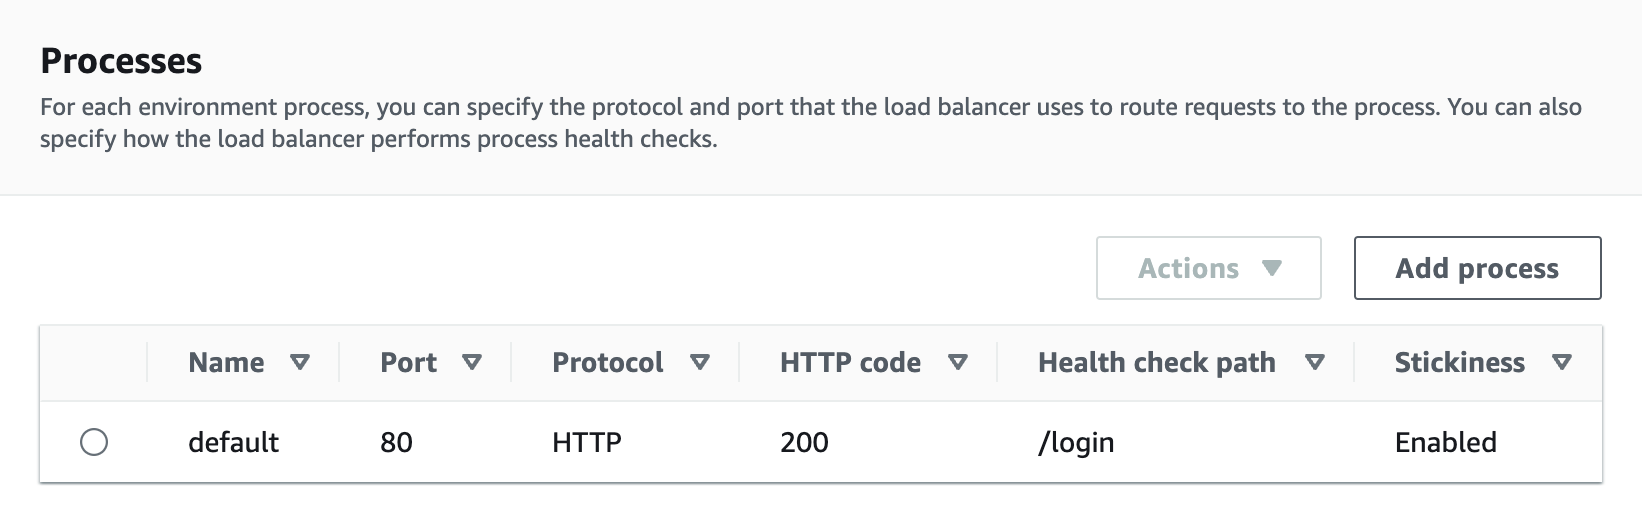 Processes
For each environment process, you can specify the protocol and port that the load balancer uses to route requests to the process. You can also
specify how the load balancer performs process health checks.
Actions Add process
Name Port Protocol HTTP code Health check path Stickiness
default 80 HTTP 200 /login Enabled